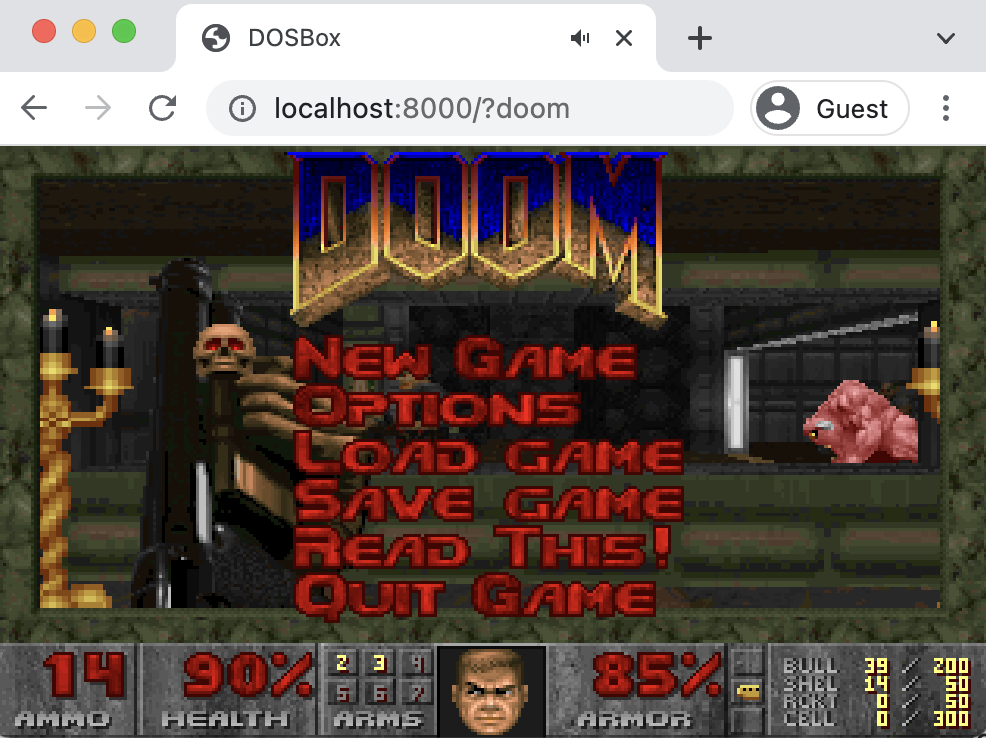 DOSBox
localhost:8000/?doom
Guest
DOOM
New Game
Options
Load game
Save game
Read This!
Quit Game
14
AMMO
90%
HEALTH
2 3 4
5 6 7
ARMS
85%
ARMOR
BULL 39 / 200
SHEL 14 / 50
RCKT 0 / 50
CELL 0 / 300